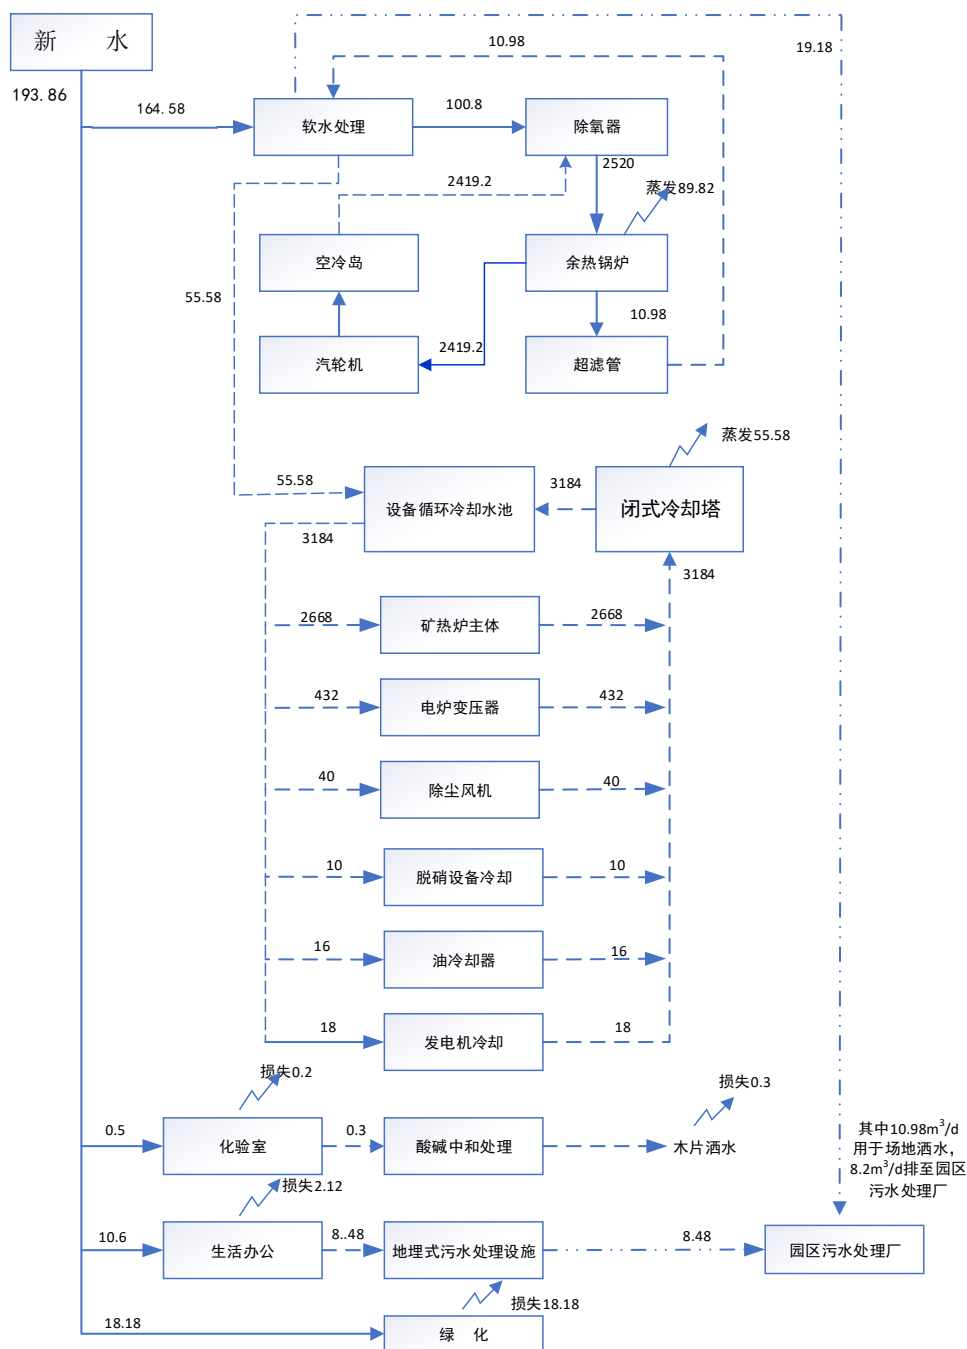 新 水
193.86
164.58
软水处理
100.8
除氧器
10.98
19.18
2520
2419.2
蒸发89.82
空冷岛
余热锅炉
55.58
10.98
2419.2
汽轮机
超滤管
蒸发55.58
55.58
设备循环冷却水池
3184
闭式冷却塔
3184
3184
2668
矿热炉主体
2668
432
电炉变压器
432
40
除尘风机
40
10
脱硝设备冷却
10
16
油冷却器
16
18
发电机冷却
18
损失0.2
损失0.3
0.5
化验室
0.3
酸碱中和处理
木片洒水
其中10.98m³/d
用于场地洒水，
8.2m³/d排至园区
污水处理厂
损失2.12
10.6
生活办公
8..48
地埋式污水处理设施
8.48
园区污水处理厂
损失18.18
18.18
绿 化